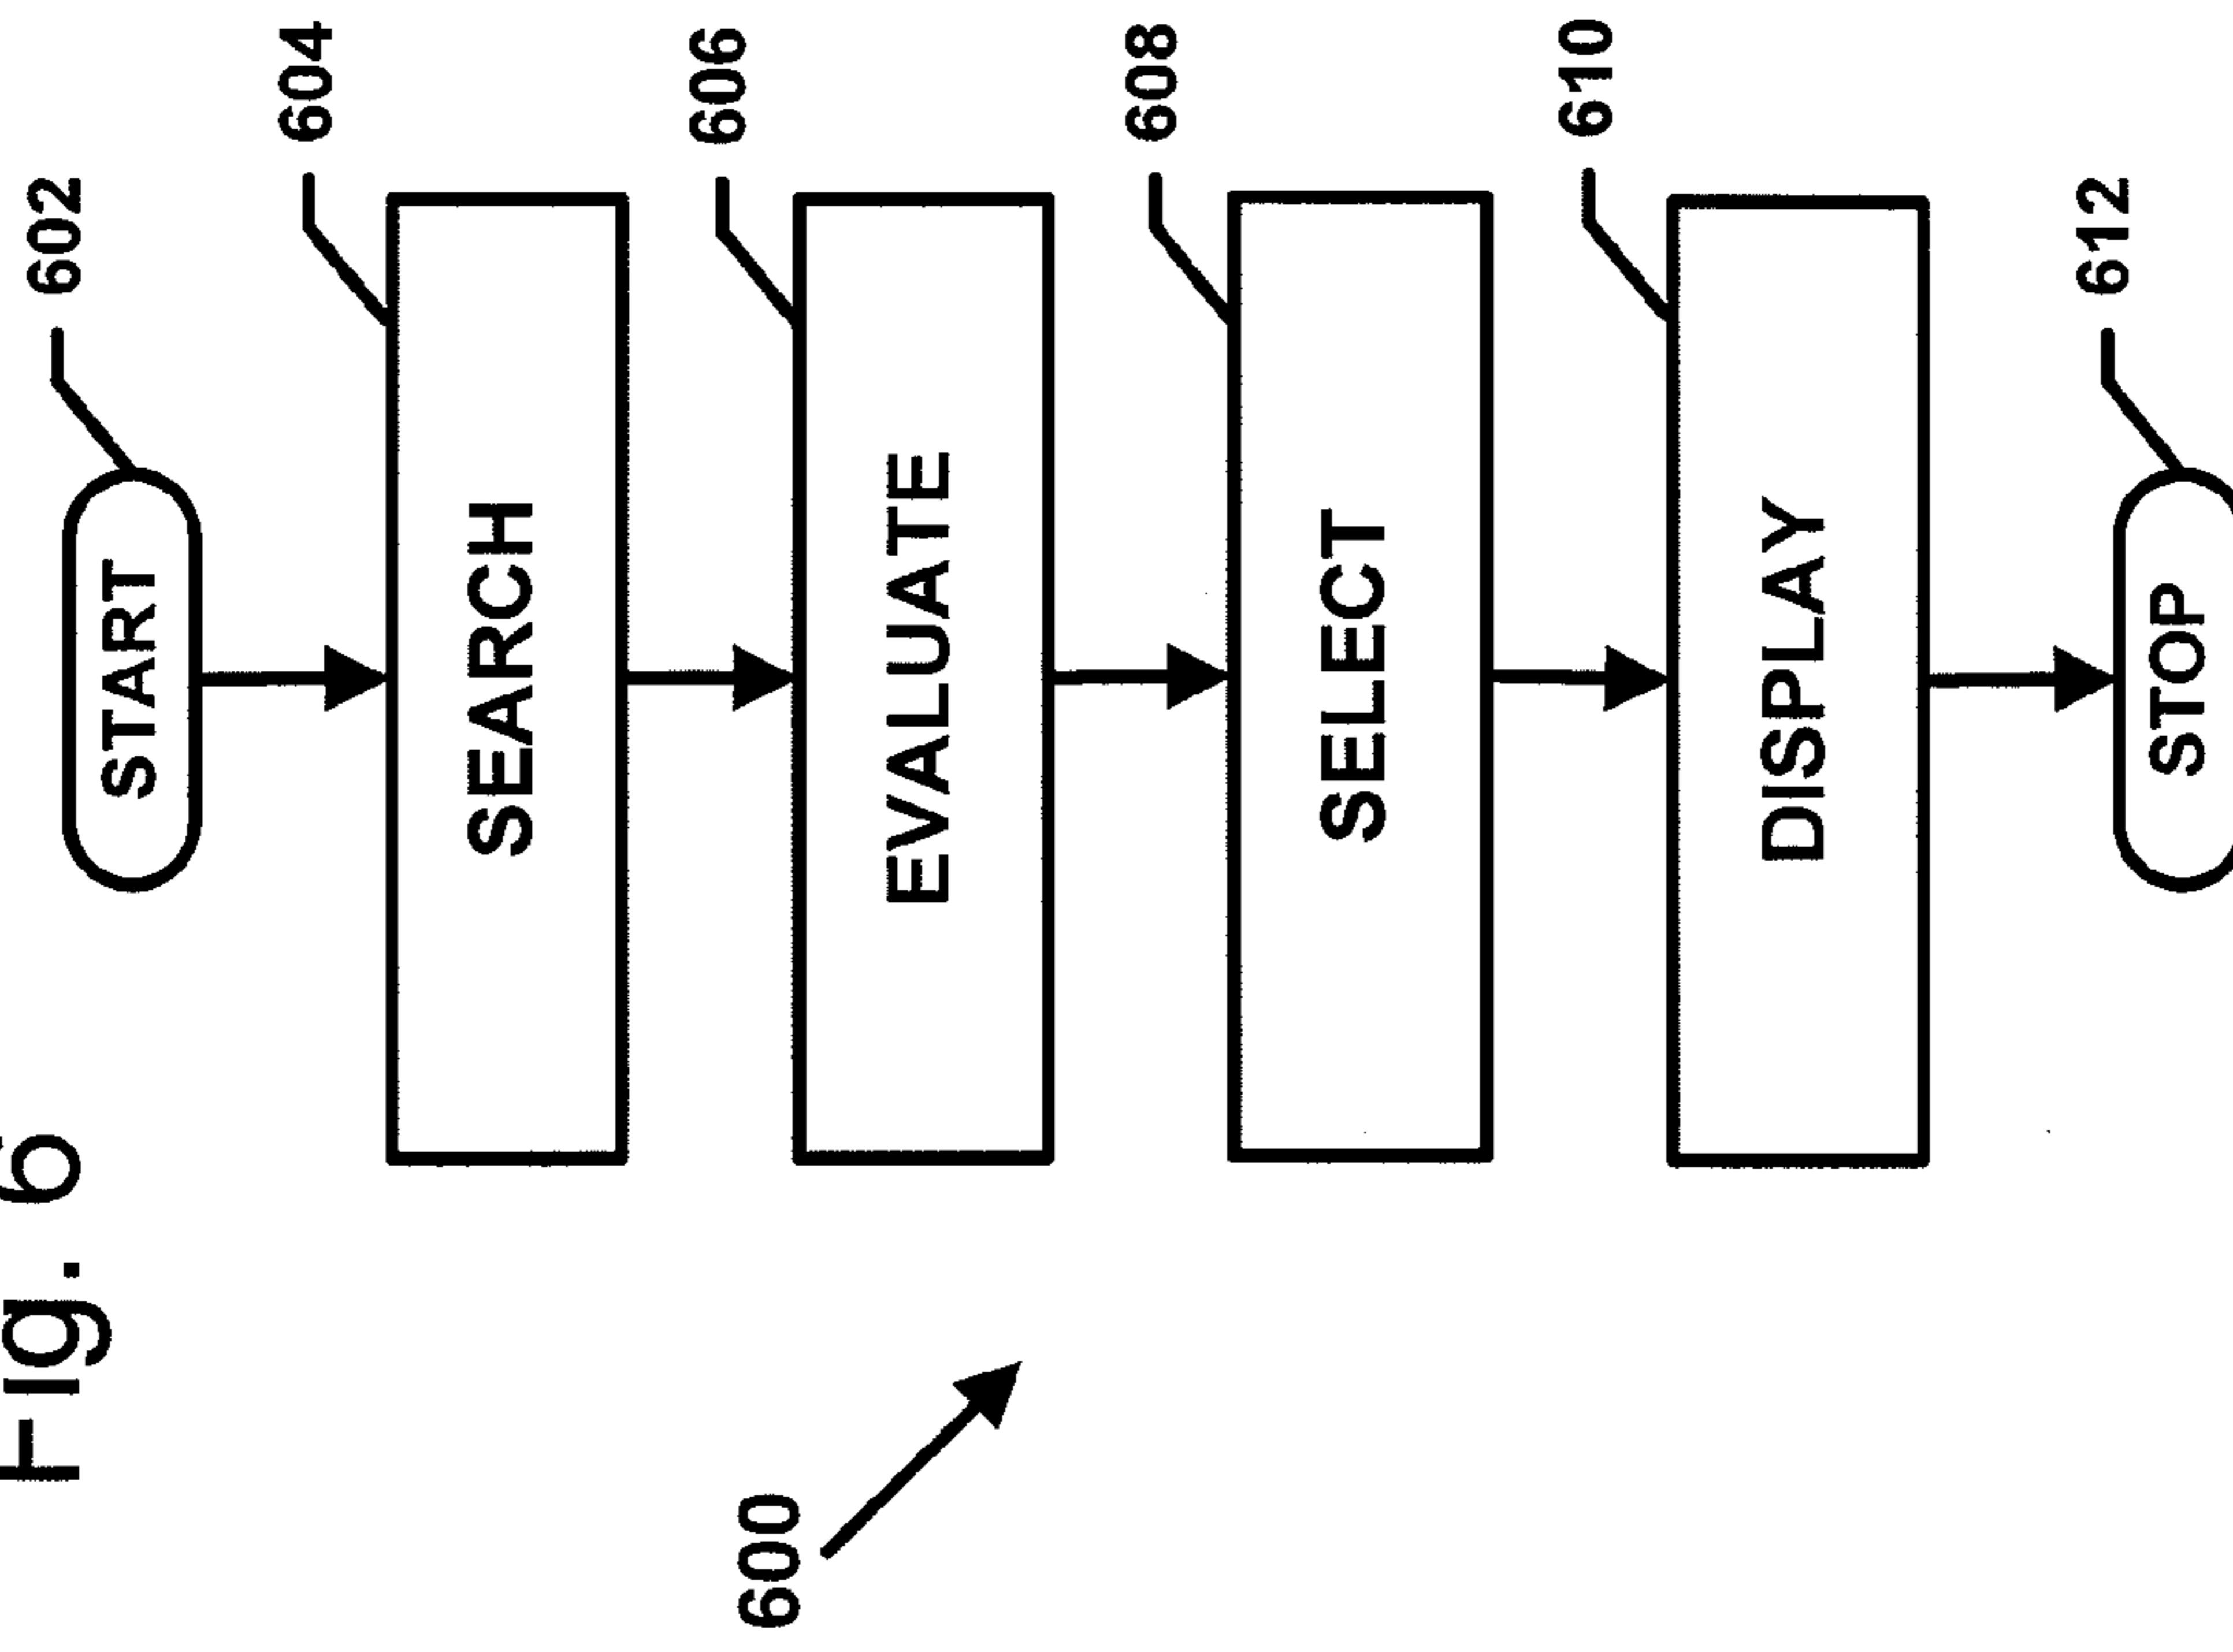 Fig. 6
600
START
602
SEARCH
604
EVALUATE
606
SELECT
608
DISPLAY
610
STOP
612